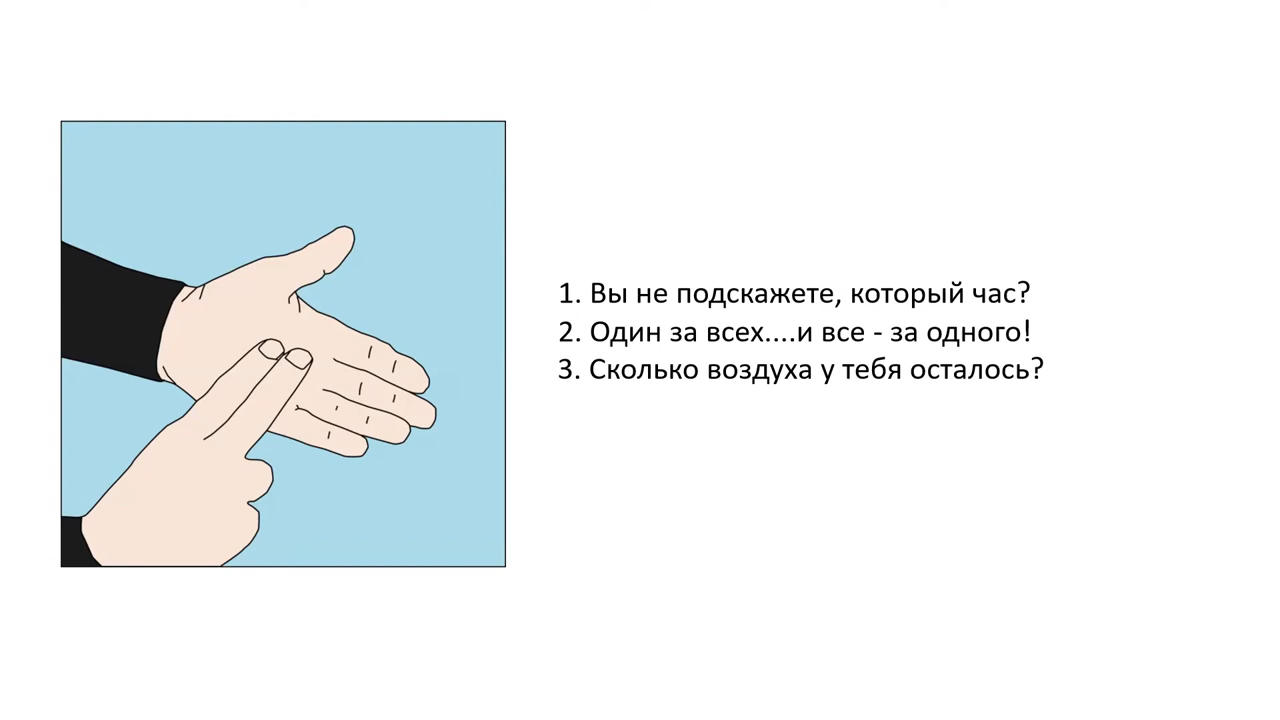 1. Вы не подскажете, который час?
2. Один за всех....и все - за одного!
3. Сколько воздуха у тебя осталось?